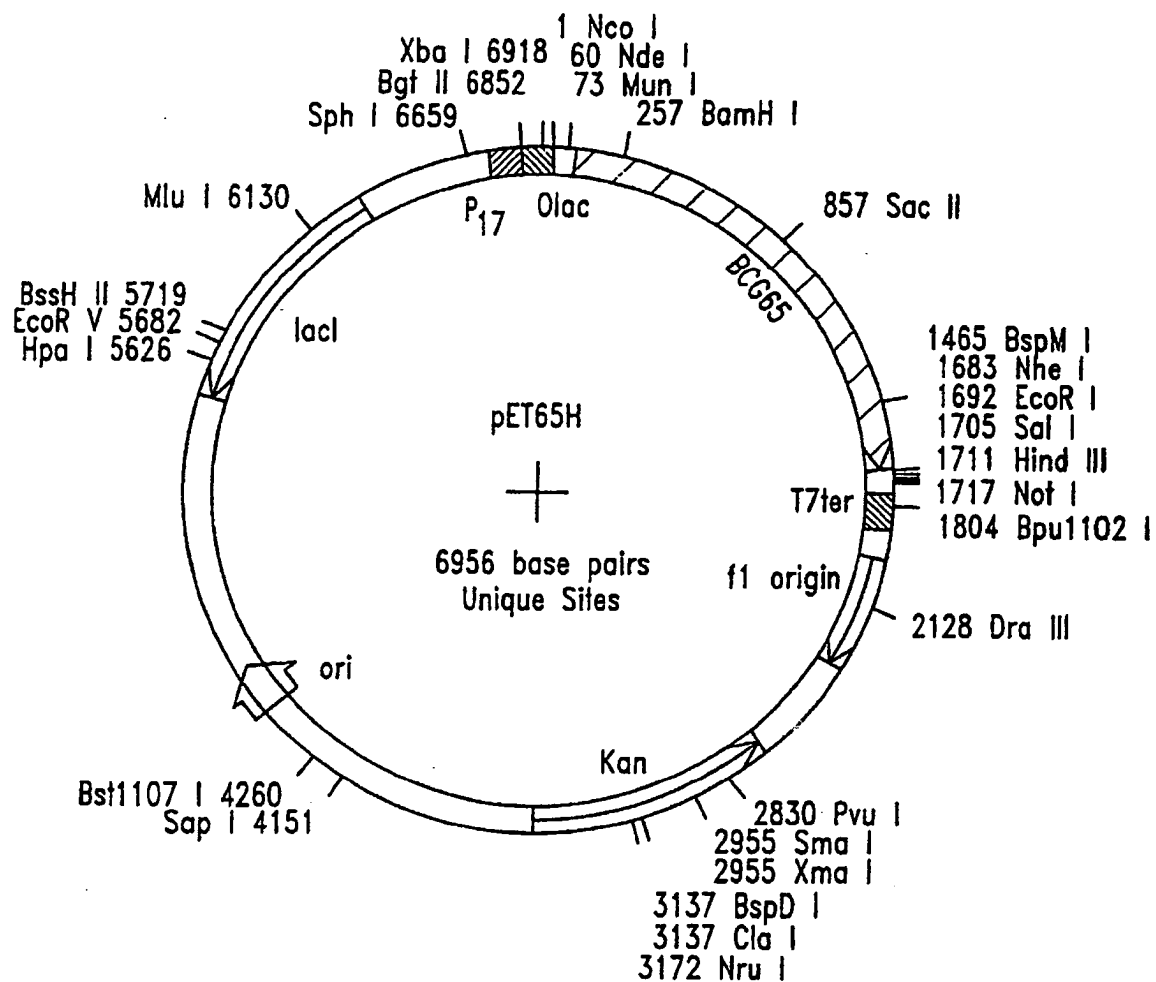 1 Nco I
Xba I 6918 60 Nde I
Bgt II 6852 73 Mun I
Sph I 6659 257 BamH I
Mlu I 6130
857 Sac II
P17 Olac
BCG65
BssH II 5719
EcoR V 5682
Hpa I 5626
lacI
1465 BspM I
1683 Nhe I
1692 EcoR I
1705 Sal I
1711 Hind III
1717 Not I
1804 Bpu1102 I
pET65H
T7ter
6956 base pairs
Unique Sites
f1 origin
2128 Dra III
ori
Kan
Bst1107 I 4260
Sap I 4151
2830 Pvu I
2955 Sma I
2955 Xma I
3137 BspD I
3137 Cla I
3172 Nru I